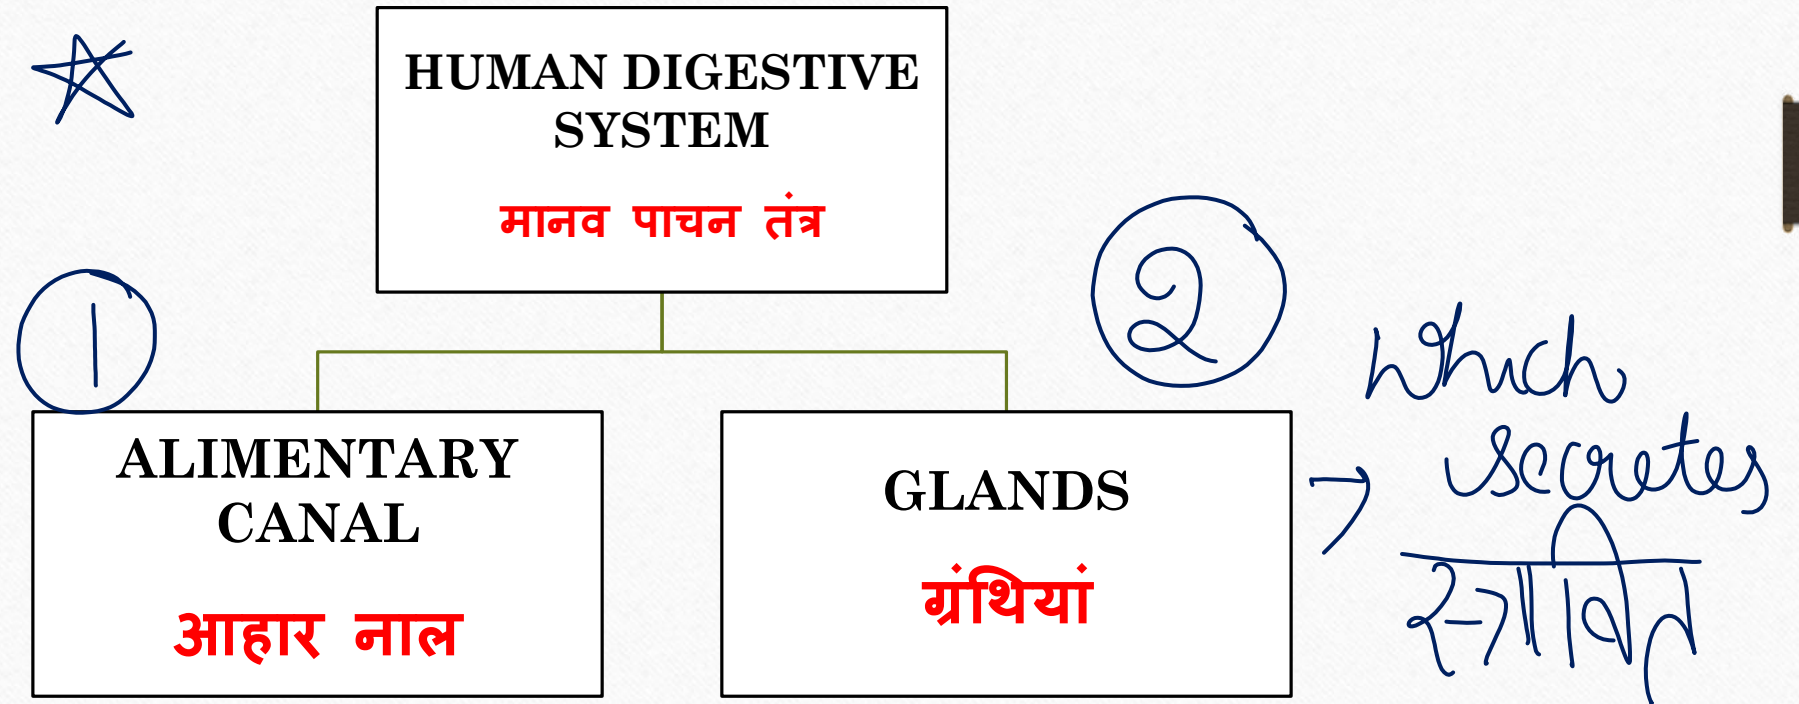 HUMAN DIGESTIVE
SYSTEM
मानव पाचन तंत्र
1
2
ALIMENTARY
CANAL
आहार नाल
GLANDS
ग्रंथियां
→ which
secretes
स्त्रावित